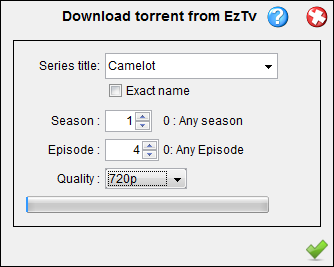 Download torrent from EzTv ?
Series title: Camelot
Exact name
Season : 1 0 : Any season
Episode : 4 0: Any Episode
Quality : 720p